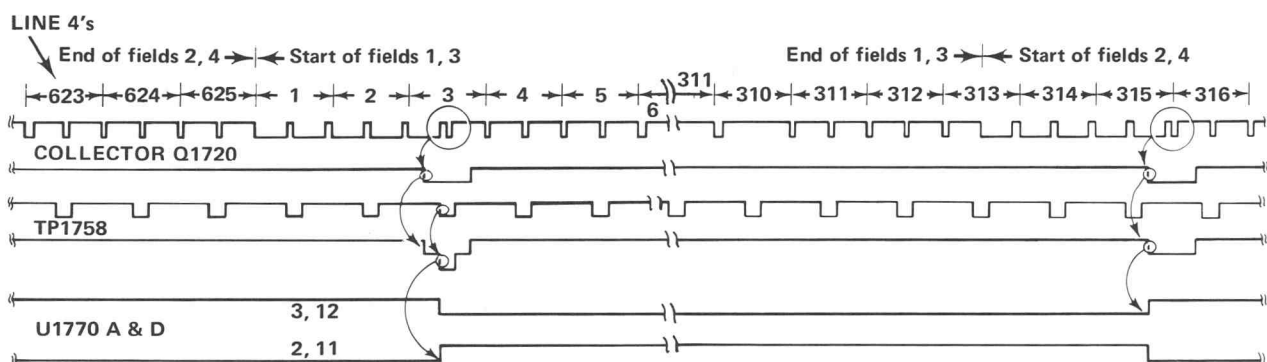 LINE 4's
End of fields 2, 4 Start of fields 1, 3 End of fields 1, 3 Start of fields 2, 4
623 624 625 1 2 3 4 5 6 311 310 311 312 313 314 315 316
COLLECTOR Q1720
TP1758
3, 12
U1770 A & D
2, 11